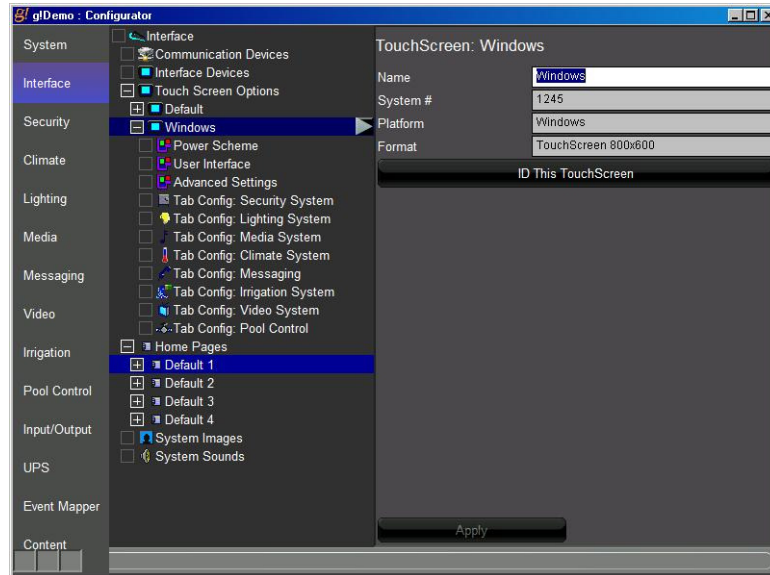 g! g!Demo : Configurator
System
Interface
Security
Climate
Lighting
Media
Messaging
Video
Irrigation
Pool Control
Input/Output
UPS
Event Mapper
Content
Interface
Communication Devices
Interface Devices
Touch Screen Options
Default
Windows
Power Scheme
User Interface
Advanced Settings
Tab Config: Security System
Tab Config: Lighting System
Tab Config: Media System
Tab Config: Climate System
Tab Config: Messaging
Tab Config: Irrigation System
Tab Config: Video System
Tab Config: Pool Control
Home Pages
Default 1
Default 2
Default 3
Default 4
System Images
System Sounds
TouchScreen: Windows
Name Windows
System # 1245
Platform Windows
Format TouchScreen 800x600
ID This TouchScreen
Apply